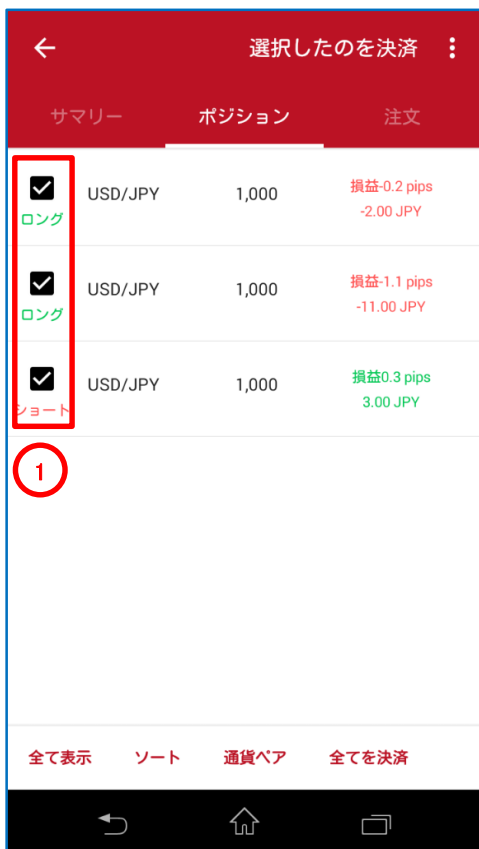 選択したのを決済
サマリー ポジション 注文
USD/JPY 1,000 損益-0.2 pips
ロング -2.00 JPY
USD/JPY 1,000 損益-1.1 pips
ロング -11.00 JPY
USD/JPY 1,000 損益0.3 pips
ショート 3.00 JPY
1
全て表示 ソート 通貨ペア 全てを決済